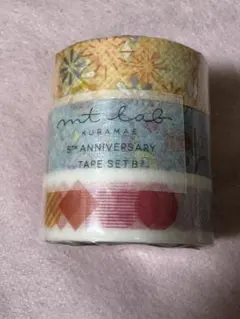 mt lab
KURAMAE
5TH ANNIVERSARY
TAPE SET B